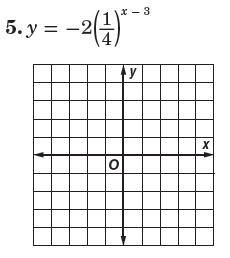 5. y = −2(1/4)^(x − 3)
y
x
O